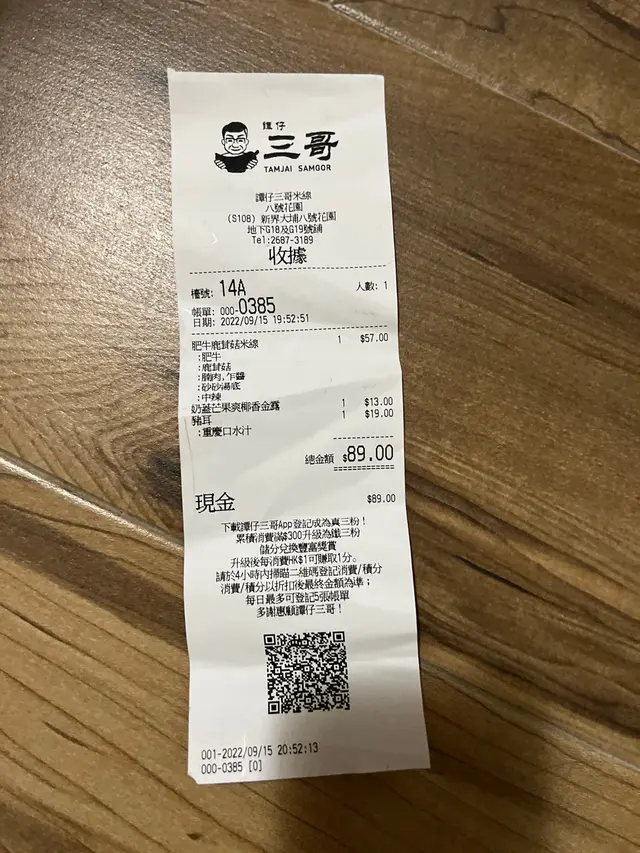 譚仔
三哥
TAMJAI SAMGOR
譚仔三哥米線
八號花園
(S108) 新界大埔八號花園
地下G18及G19號鋪
Tel:2687-3189
收據
檯號: 14A 人數: 1
帳單: 000-0385
日期: 2022/09/15 19:52:51
肥牛鹿茸菇米線 1 $57.00
:肥牛
:鹿茸菇
:腩肉,乍醬
:砂砂湯底
:中辣
奶蓋芒果爽椰香金露 1 $13.00
豬耳 1 $19.00
:重慶口水汁
總金額 $89.00
現金 $89.00
下載譚仔三哥App登記成為真三粉！
累積消費滿$300升級為鐵三粉
儲分兌換豐富獎賞
升級後每消費HK$1可賺取1分。
請於4小時內掃瞄二維碼登記消費/積分
消費/積分以折扣後最終金額為準；
每日最多可登記5張帳單
多謝惠顧譚仔三哥！
001-2022/09/15 20:52:13
000-0385 [0]